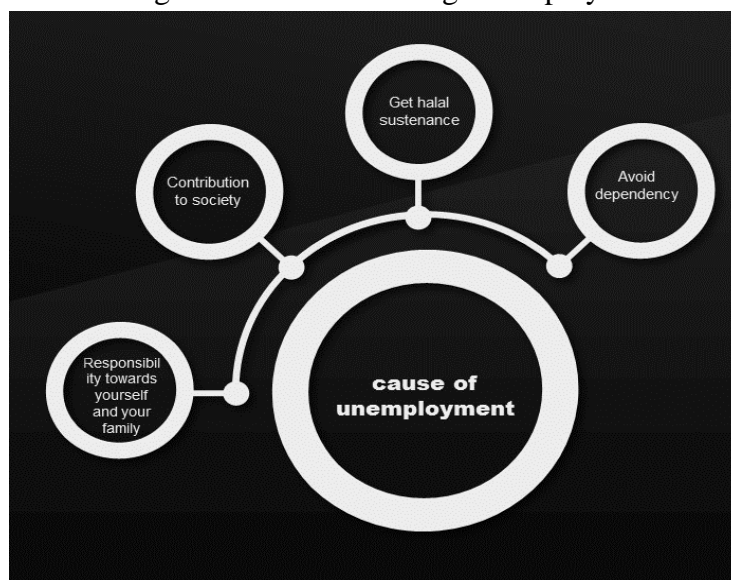 Get halal
sustenance
Contribution
to society
Avoid
dependency
Responsibil
ity towards
yourself
and your
family
cause of
unemployment